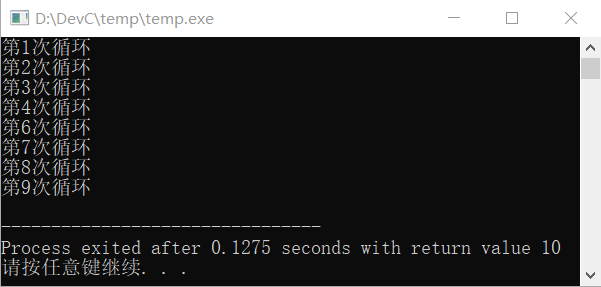 D:\DevC\temp\temp.exe
第1次循环
第2次循环
第3次循环
第4次循环
第6次循环
第7次循环
第8次循环
第9次循环
--------------------------------
Process exited after 0.1275 seconds with return value 10
请按任意键继续. . .